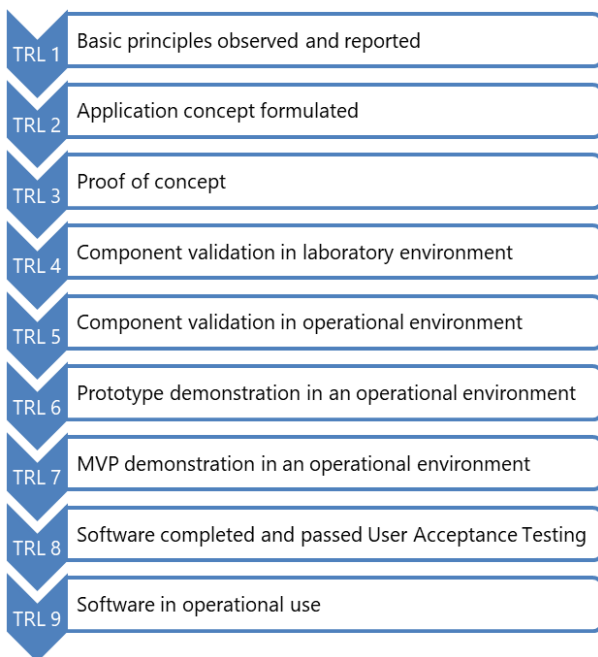 TRL 1 Basic principles observed and reported
TRL 2 Application concept formulated
TRL 3 Proof of concept
TRL 4 Component validation in laboratory environment
TRL 5 Component validation in operational environment
TRL 6 Prototype demonstration in an operational environment
TRL 7 MVP demonstration in an operational environment
TRL 8 Software completed and passed User Acceptance Testing
TRL 9 Software in operational use